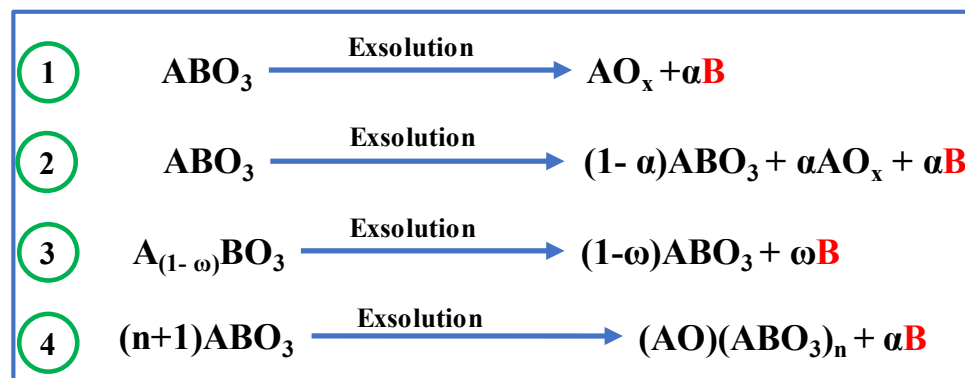 Exsolution
1 ABO₃ AOₓ +αB
Exsolution
2 ABO₃ (1- α)ABO₃ + αAOₓ + αB
Exsolution
3 A₍₁₋ ω₎BO₃ (1-ω)ABO₃ + ωB
Exsolution
4 (n+1)ABO₃ (AO)(ABO₃)ₙ + αB